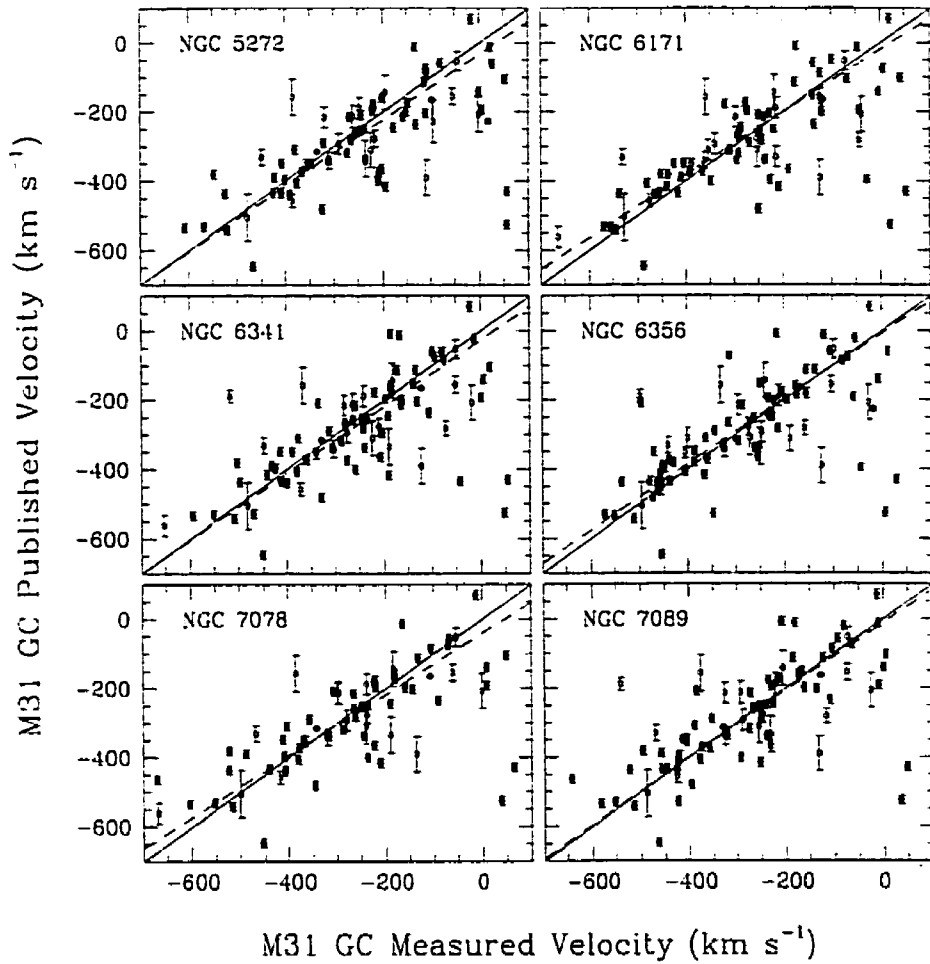 NGC 5272
NGC 6171
0
−200
−400
−600
NGC 6341
NGC 6356
0
−200
−400
−600
NGC 7078
NGC 7089
0
−200
−400
−600
−600 −400 −200 0
−600 −400 −200 0
M31 GC Published Velocity (km s⁻¹)
M31 GC Measured Velocity (km s⁻¹)